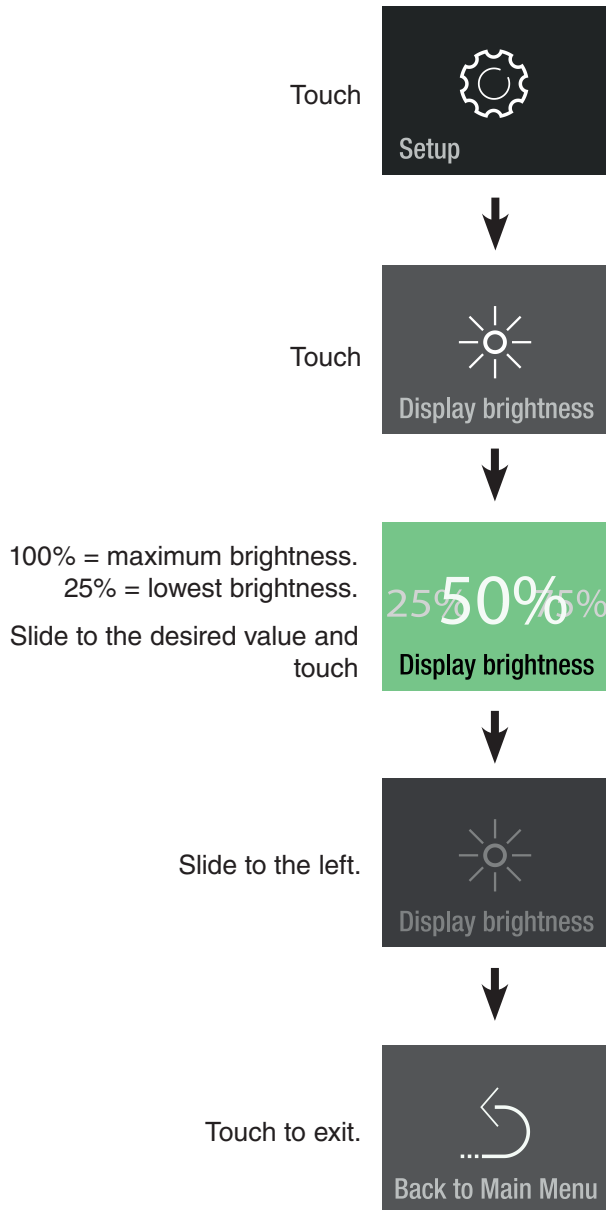 Touch
Setup
Touch
Display brightness
100% = maximum brightness.
25% = lowest brightness.
Slide to the desired value and
touch
25% 50% 75%
Display brightness
Slide to the left.
Display brightness
Touch to exit.
Back to Main Menu